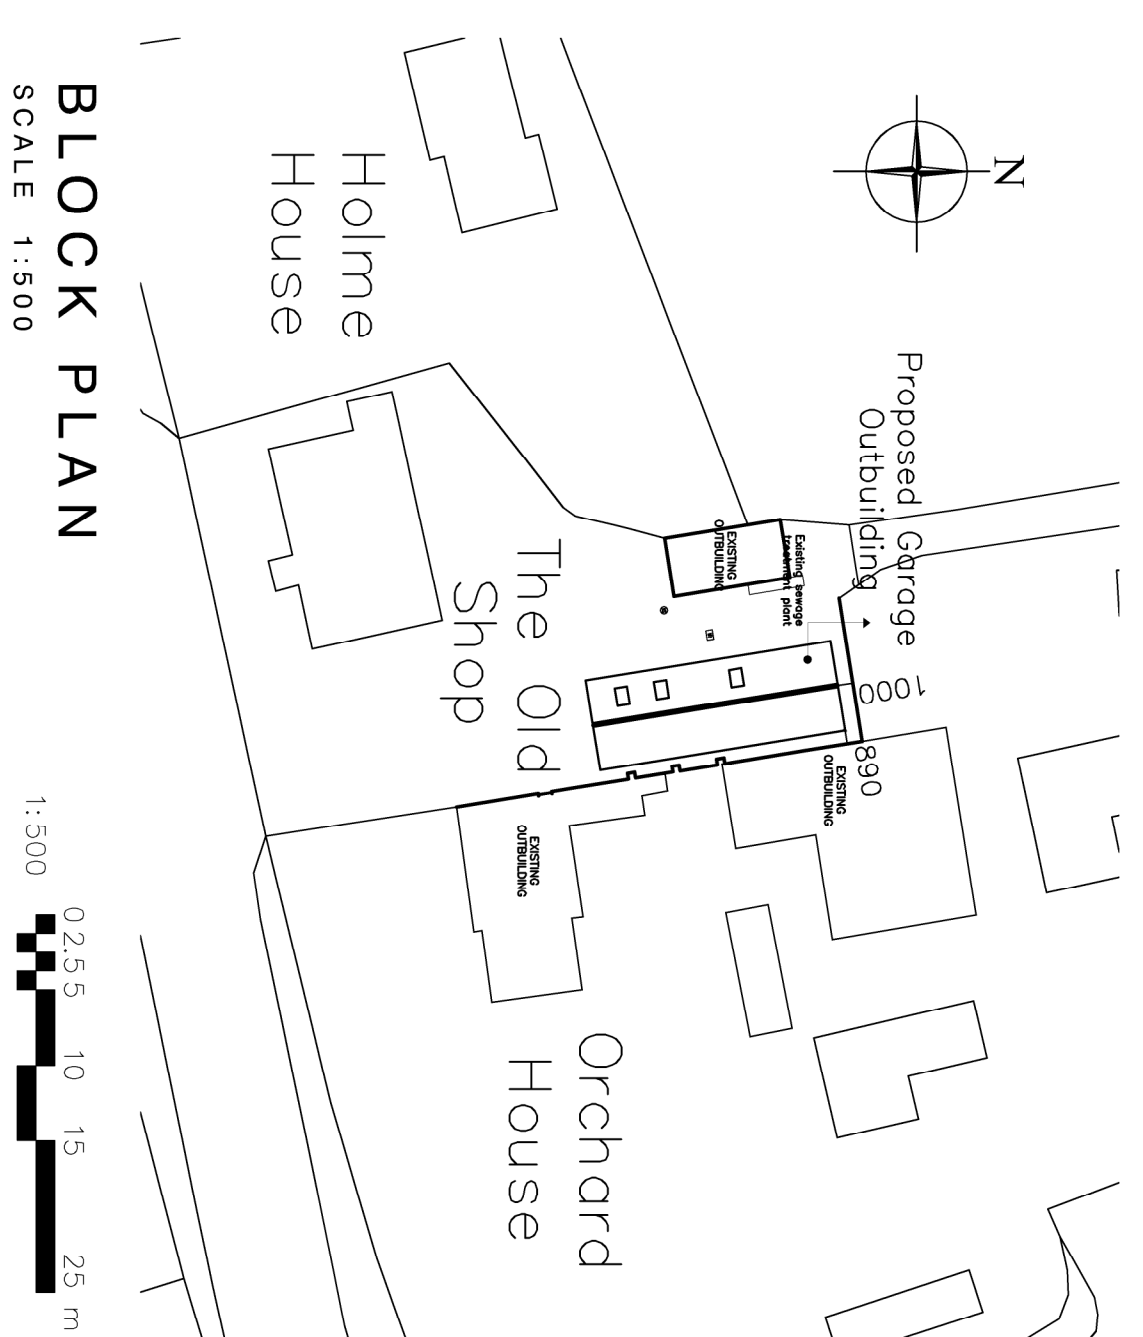 N
Proposed Garage
Outbuilding
1000
890
Existing sewage
treatment plant
EXISTING
OUTBUILDING
EXISTING
OUTBUILDING
EXISTING
OUTBUILDING
Holme
House
The Old
Shop
Orchard
House
BLOCK PLAN
SCALE 1:500
0 2.5 5 10 15 25 m
1:500